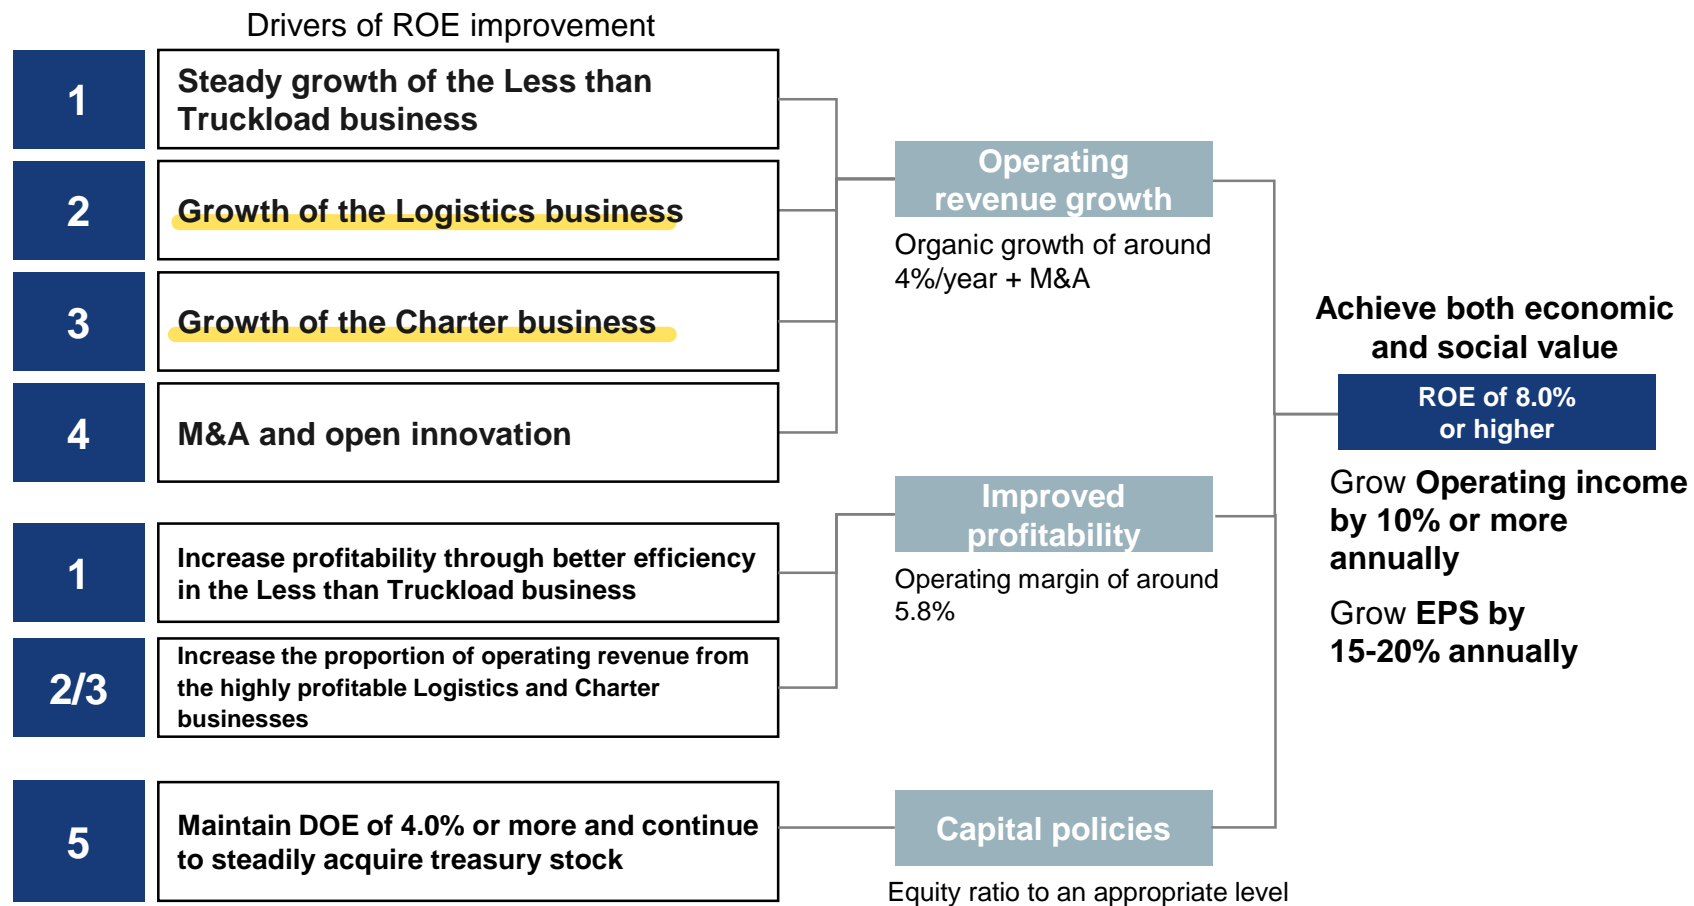 Drivers of ROE improvement
1
Steady growth of the Less than
Truckload business
2
Growth of the Logistics business
3
Growth of the Charter business
4
M&A and open innovation
Operating
revenue growth
Organic growth of around
4%/year + M&A
1
Increase profitability through better efficiency
in the Less than Truckload business
2/3
Increase the proportion of operating revenue from
the highly profitable Logistics and Charter
businesses
Improved
profitability
Operating margin of around
5.8%
5
Maintain DOE of 4.0% or more and continue
to steadily acquire treasury stock
Capital policies
Equity ratio to an appropriate level
Achieve both economic
and social value
ROE of 8.0%
or higher
Grow Operating income
by 10% or more
annually
Grow EPS by
15-20% annually